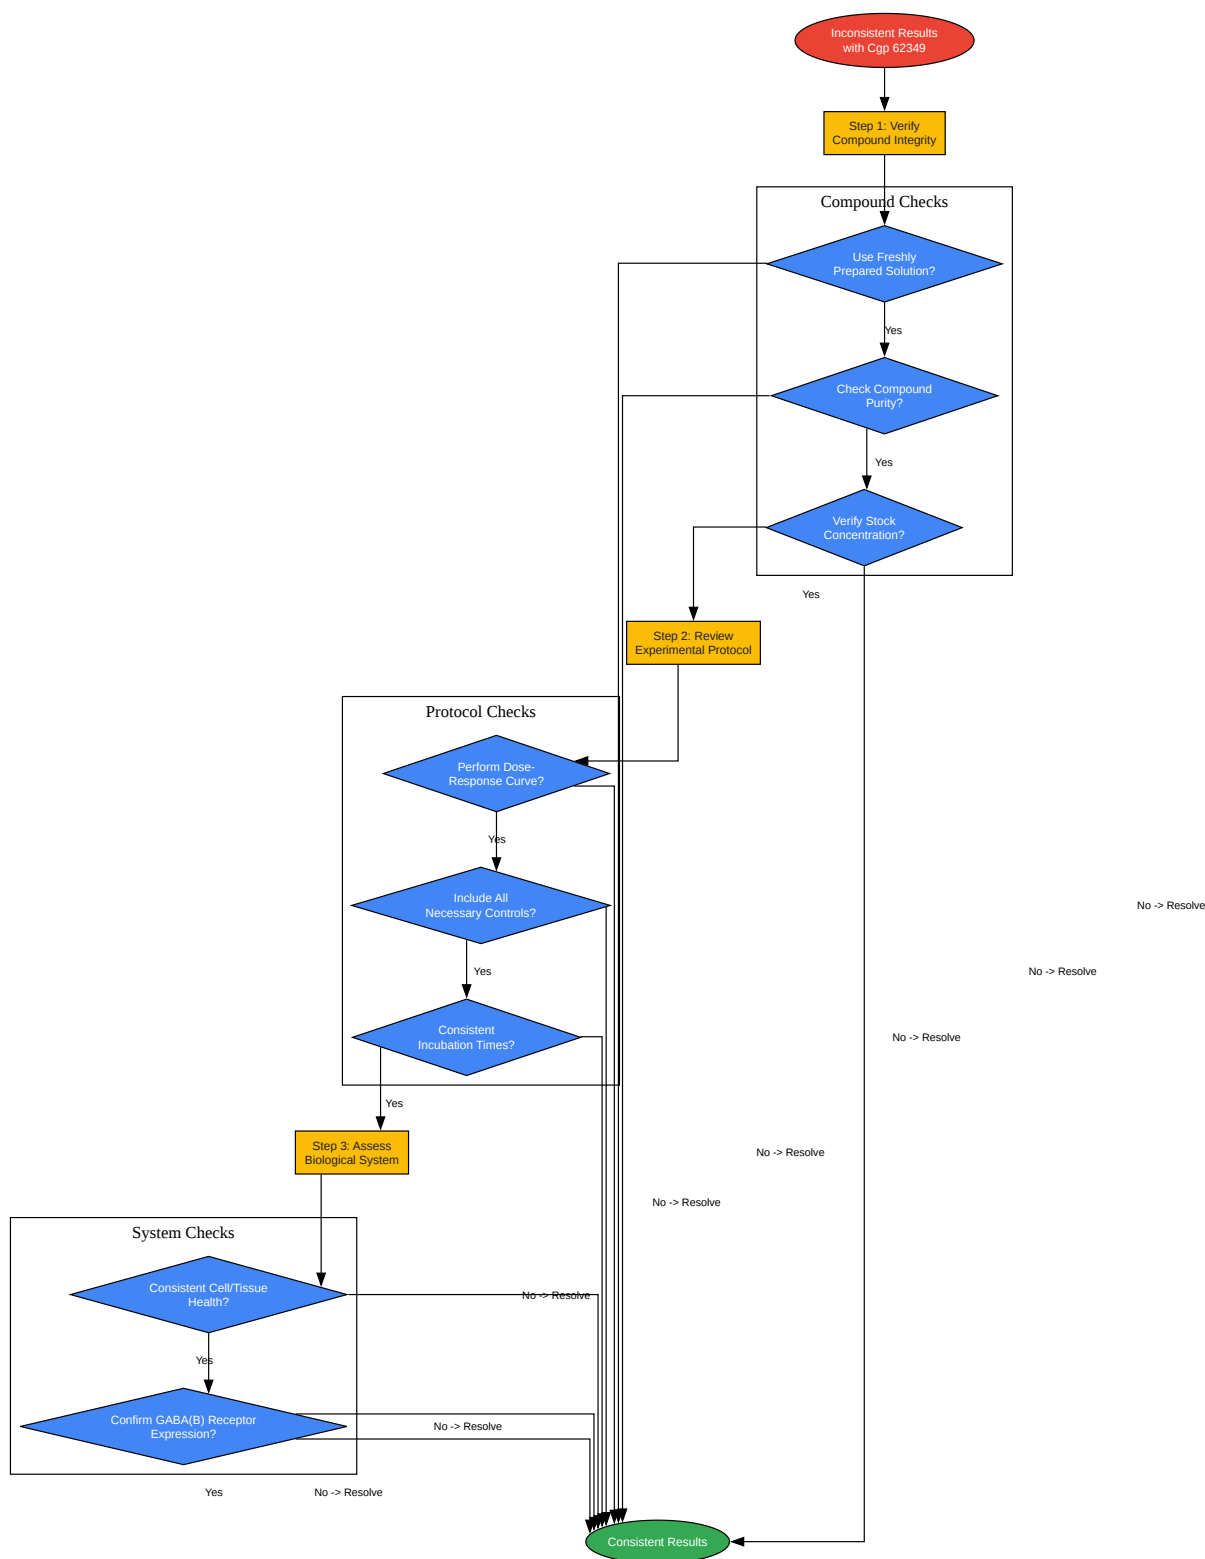 Inconsistent Results
with Cgp 62349
Step 1: Verify
Compound Integrity
Compound Checks
Use Freshly
Prepared Solution?
Yes
Check Compound
Purity?
Yes
Verify Stock
Concentration?
Yes
Step 2: Review
Experimental Protocol
Protocol Checks
Perform Dose-
Response Curve?
Yes
Include All
Necessary Controls?
No -> Resolve
Yes
No -> Resolve
Consistent
Incubation Times?
No -> Resolve
Yes
Step 3: Assess
Biological System
No -> Resolve
No -> Resolve
System Checks
Consistent Cell/Tissue
Health?
No -> Resolve
Yes
Confirm GABA(B) Receptor
Expression?
No -> Resolve
Yes
No -> Resolve
Consistent Results